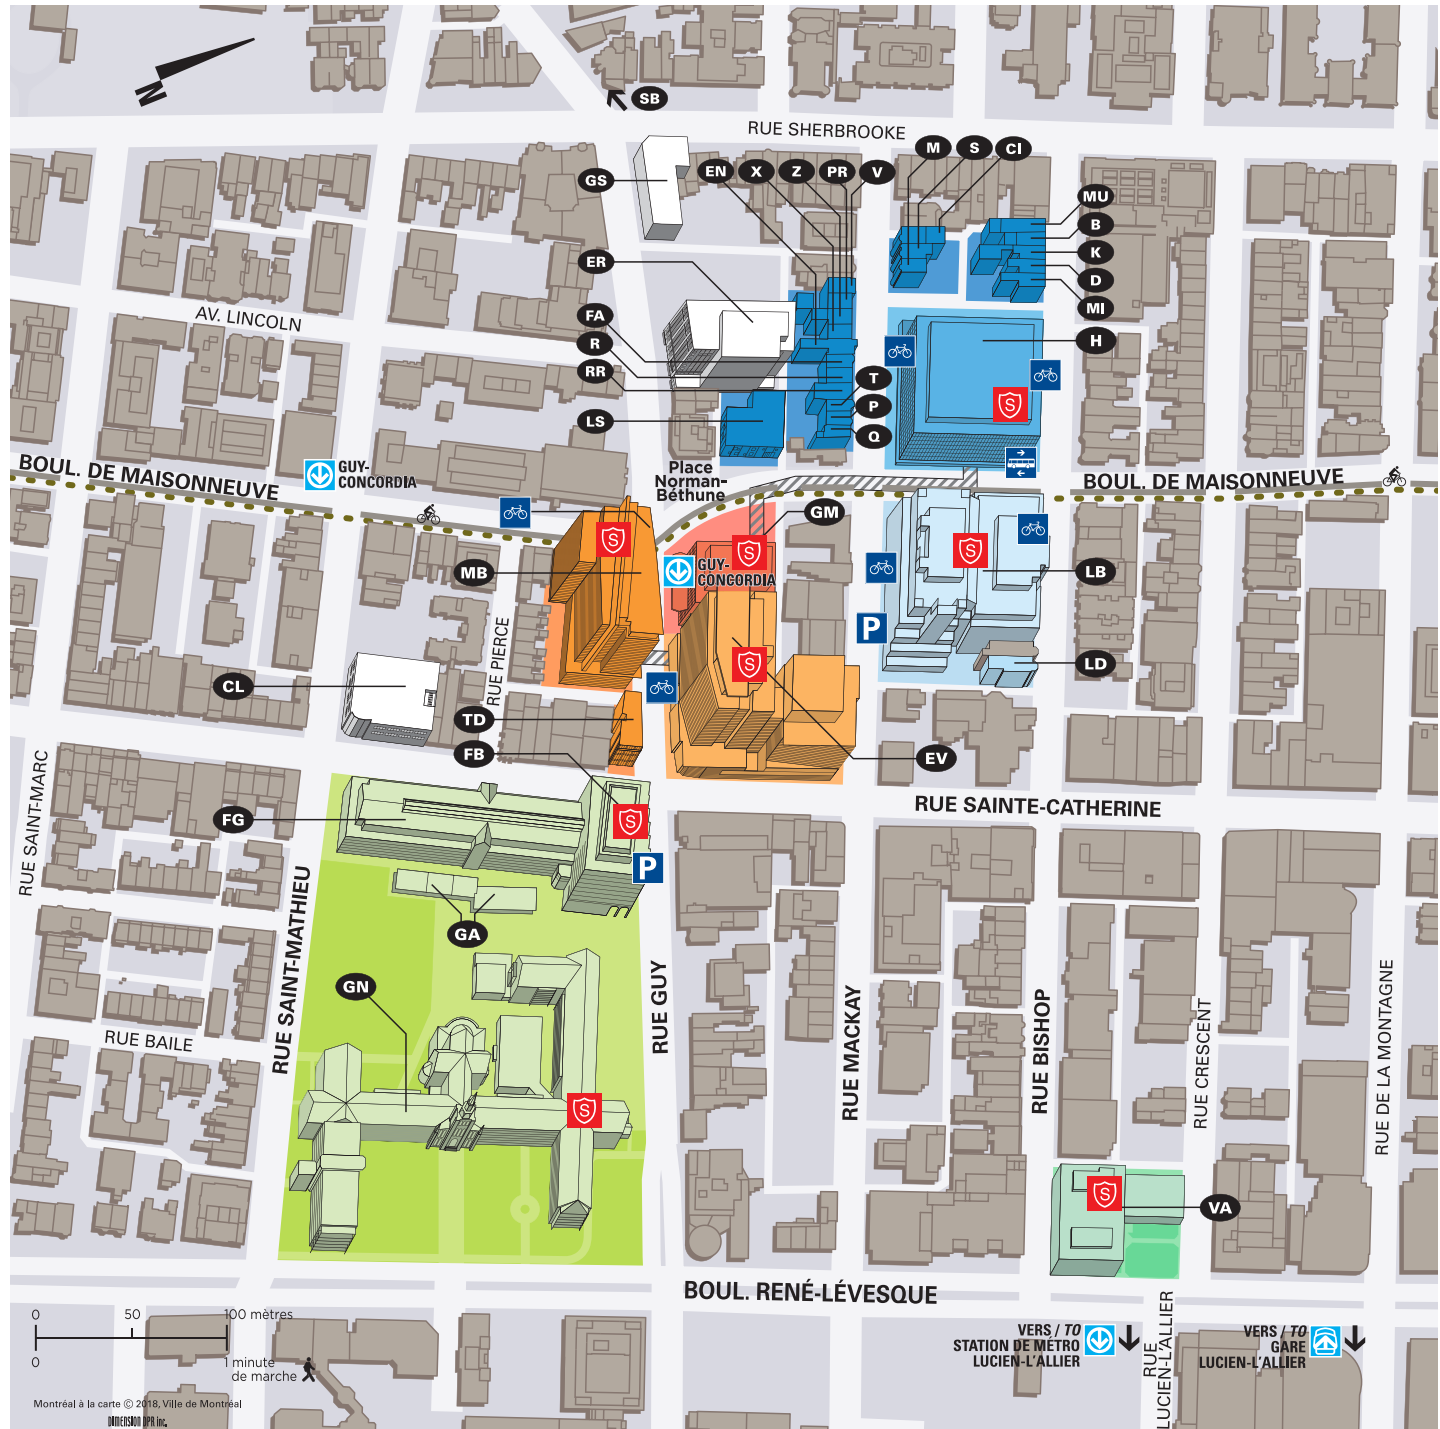 N
SB
RUE SHERBROOKE
M
S
CI
GS
EN
X
Z
PR
V
MU
B
K
D
MI
ER
AV. LINCOLN
FA
R
RR
H
T
P
Q
LS
S
BOUL. DE MAISONNEUVE
GUY-
CONCORDIA
Place
Norman-
Béthune
BOUL. DE MAISONNEUVE
GM
S
S
S
MB
GUY-
CONCORDIA
LB
P
RUE PIERCE
S
LD
CL
TD
FB
EV
RUE SAINT-MARC
FG
S
P
RUE SAINTE-CATHERINE
RUE SAINT-MATHIEU
GA
GN
RUE GUY
RUE MACKAY
RUE BISHOP
RUE CRESCENT
RUE DE LA MONTAGNE
RUE BAILE
S
S
VA
BOUL. RENÉ-LÉVESQUE
0
50
100 mètres
0
1 minute
de marche
VERS / TO
STATION DE MÉTRO
LUCIEN-L'ALLIER
RUE
LUCIEN-L'ALLIER
VERS / TO
GARE
LUCIEN-L'ALLIER
Montréal à la carte © 2018, Ville de Montréal
DIMENSION DPR inc.